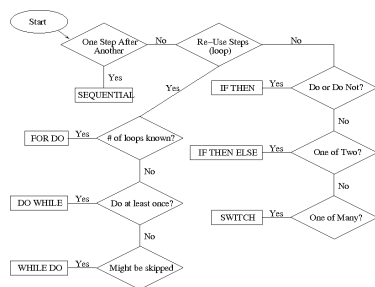 Start
One Step After
Another
No
Re-Use Steps
(loop)
No
Yes
SEQUENTIAL
Yes
IF THEN
Yes
Do or Do Not?
No
FOR DO
Yes
# of loops known?
IF THEN ELSE
Yes
One of Two?
No
No
DO WHILE
Yes
Do at least once?
SWITCH
Yes
One of Many?
No
WHILE DO
Yes
Might be skipped